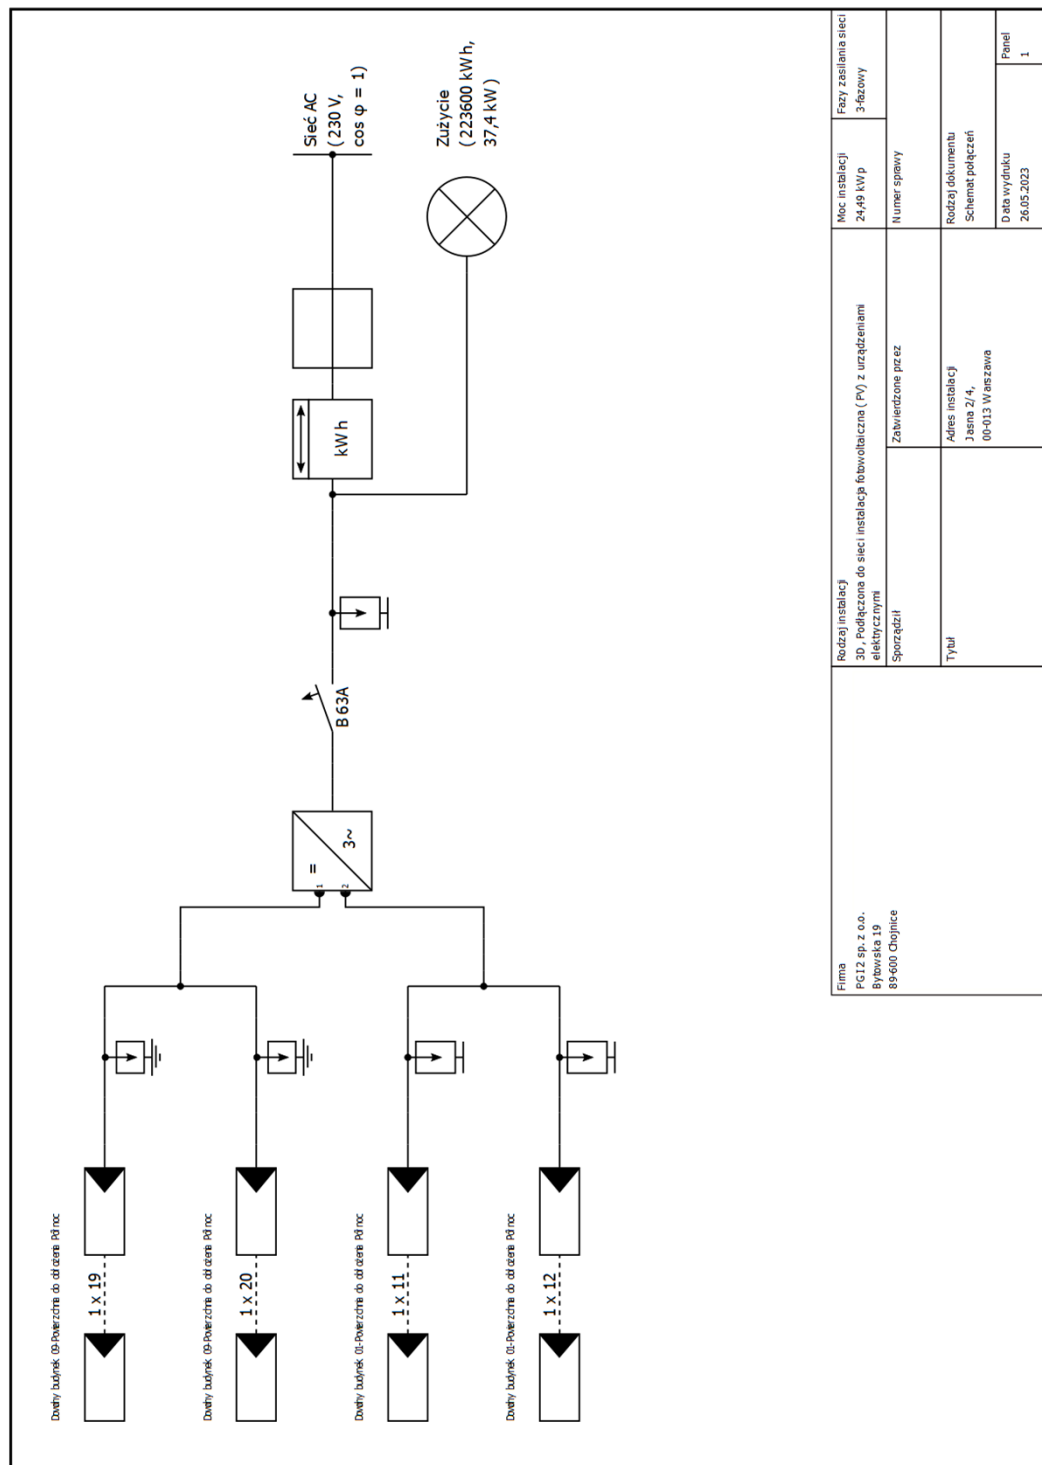 Sieć AC
(230 V,
cos φ = 1)
Zużycie
(223600 kWh,
37,4 kW)
kWh
B 63A
=
3~
1
2
Dowolny budynek 09-Powierzchnia do obłożenia Północ
1 x 19
Dowolny budynek 09-Powierzchnia do obłożenia Północ
1 x 20
Dowolny budynek 01-Powierzchnia do obłożenia Północ
1 x 11
Dowolny budynek 01-Powierzchnia do obłożenia Północ
1 x 12
Firma
PG12 sp. z o.o.
Bytowska 19
89-600 Chojnice
Rodzaj instalacji
3D, Podłączona do sieci instalacja fotowoltaiczna (PV) z urządzeniami
elektrycznymi
Moc instalacji
24,49 kWp
Fazy zasilania sieci
3-fazowy
Sporządził
Zatwierdzone przez
Numer sprawy
Tytuł
Adres instalacji
Jasna 2/4,
00-013 Warszawa
Rodzaj dokumentu
Schemat połączeń
Data wydruku
26.05.2023
Panel
1